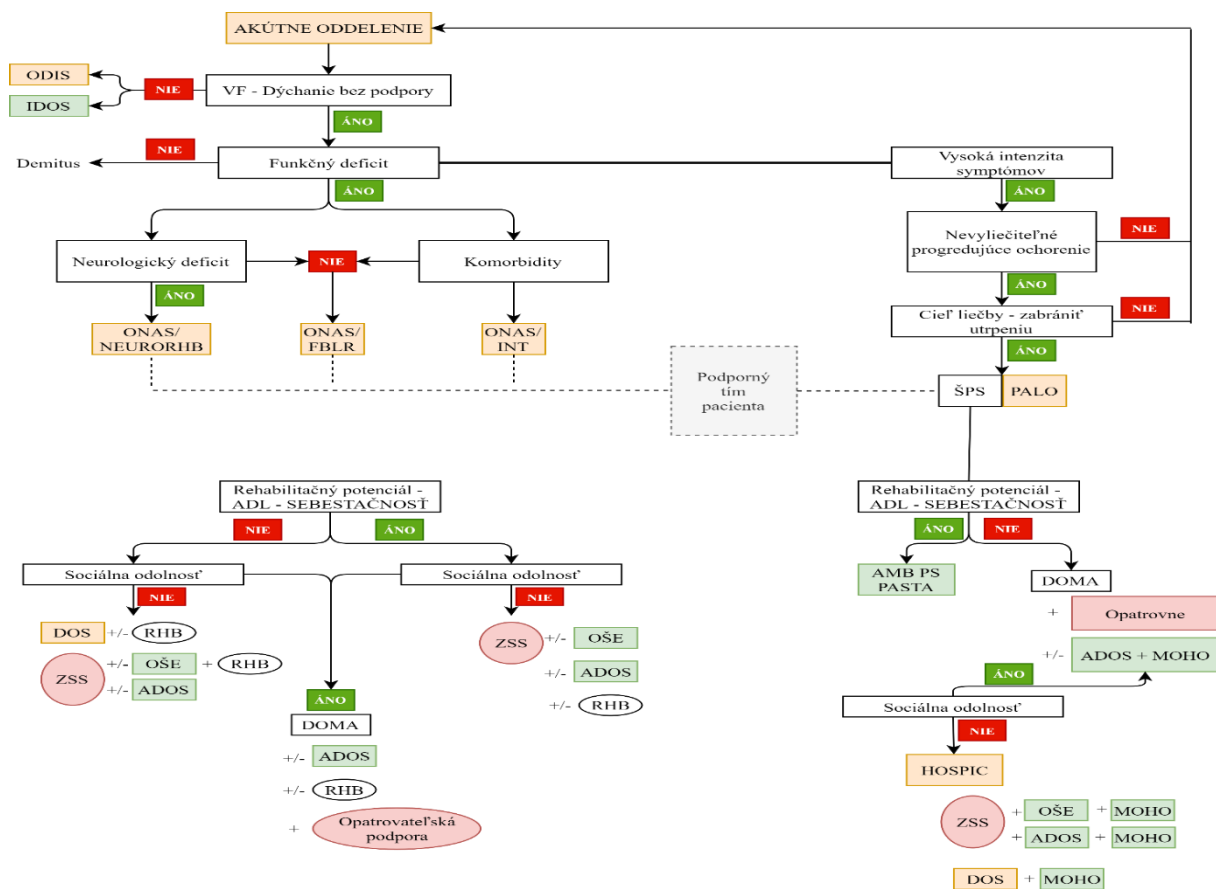 AKÚTNE ODDELENIE
ODIS
IDOS
NIE
VF - Dýchanie bez podpory
ÁNO
Demitus
NIE
Funkčný deficit
ÁNO
Vysoká intenzita
symptómov
ÁNO
Nevyliečiteľné
progredujúce ochorenie
NIE
ÁNO
Neurologický deficit
NIE
Komorbidity
ÁNO
Cieľ liečby - zabrániť
utrpeniu
NIE
ÁNO
ONAS/
NEURORHB
ONAS/
FBLR
ONAS/
INT
Podporný
tím
pacienta
ŠPS
PALO
Rehabilitačný potenciál -
ADL - SEBESTAČNOSŤ
NIE
ÁNO
Sociálna odolnosť
NIE
Sociálna odolnosť
NIE
DOS +/- RHB
ZSS
+/- OŠE + RHB
+/- ADOS
ZSS
+/- OŠE
+/- ADOS
+/- RHB
ÁNO
DOMA
+/- ADOS
+/- RHB
+ Opatrovateľská
podpora
Rehabilitačný potenciál -
ADL - SEBESTAČNOSŤ
ÁNO
NIE
AMB PS
PASTA
DOMA
+ Opatrovne
+/- ADOS + MOHO
ÁNO
Sociálna odolnosť
NIE
HOSPIC
ZSS
+ OŠE + MOHO
+ ADOS + MOHO
DOS + MOHO